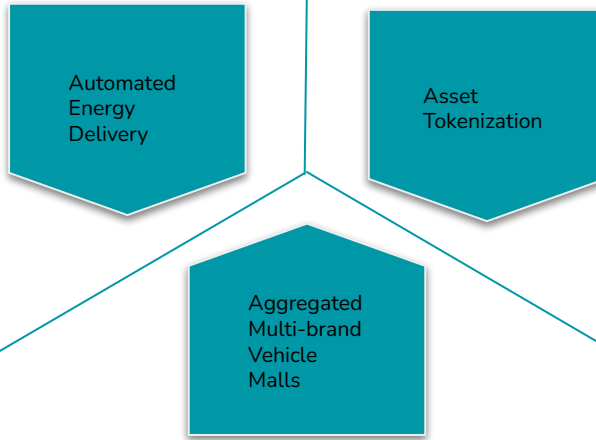 Automated
Energy
Delivery
Asset
Tokenization
Aggregated
Multi-brand
Vehicle
Malls